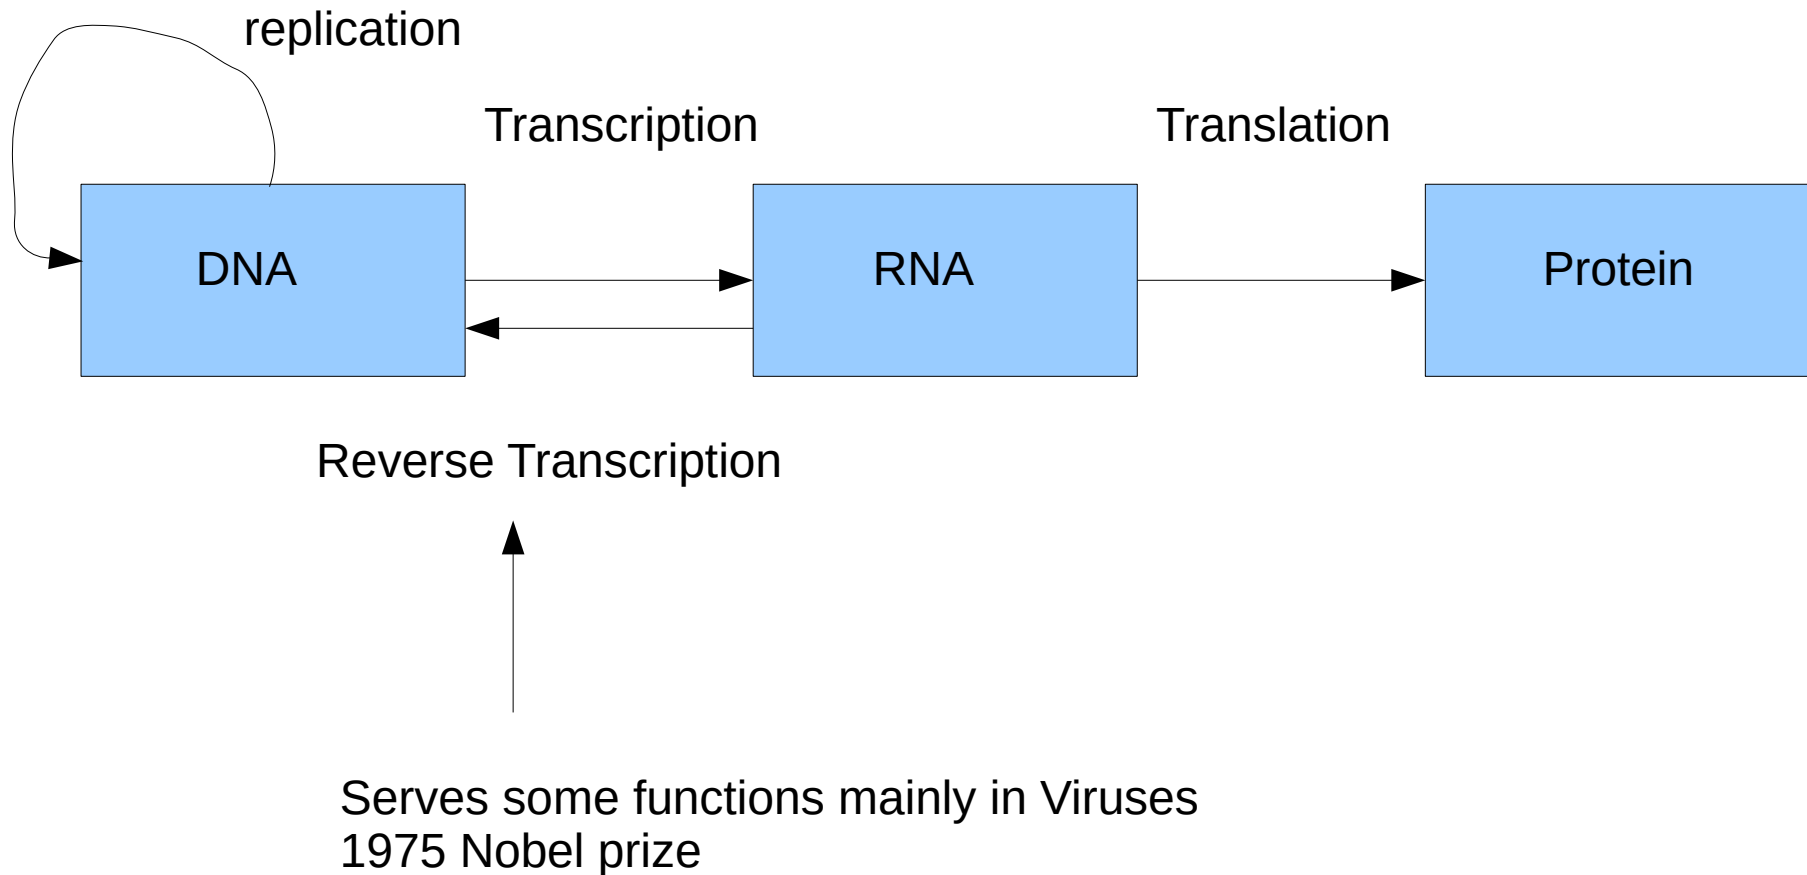 replication
Transcription
Translation
DNA
RNA
Protein
Reverse Transcription
Serves some functions mainly in Viruses
1975 Nobel prize